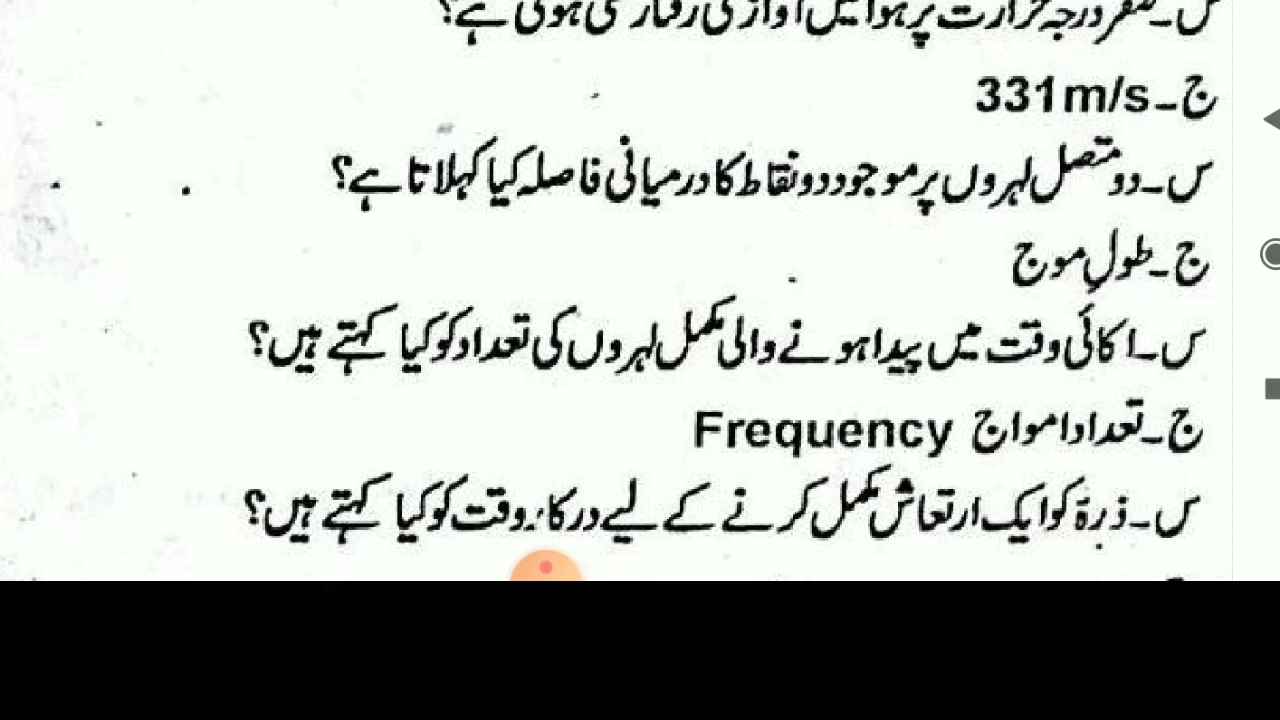 س۔صفر درجہ حرارت پر ہوا میں آواز کی رفتار کتنی ہوتی ہے؟
ج۔331m/s
س۔دو متصل لہروں پر موجود دو نقاط کا درمیانی فاصلہ کیا کہلاتا ہے؟
ج۔طولِ موج
س۔اکائی وقت میں پیدا ہونے والی مکمل لہروں کی تعداد کو کیا کہتے ہیں؟
ج۔تعدادِ امواج Frequency
س۔ذرہ کو ایک ارتعاش مکمل کرنے کے لیے درکار وقت کو کیا کہتے ہیں؟